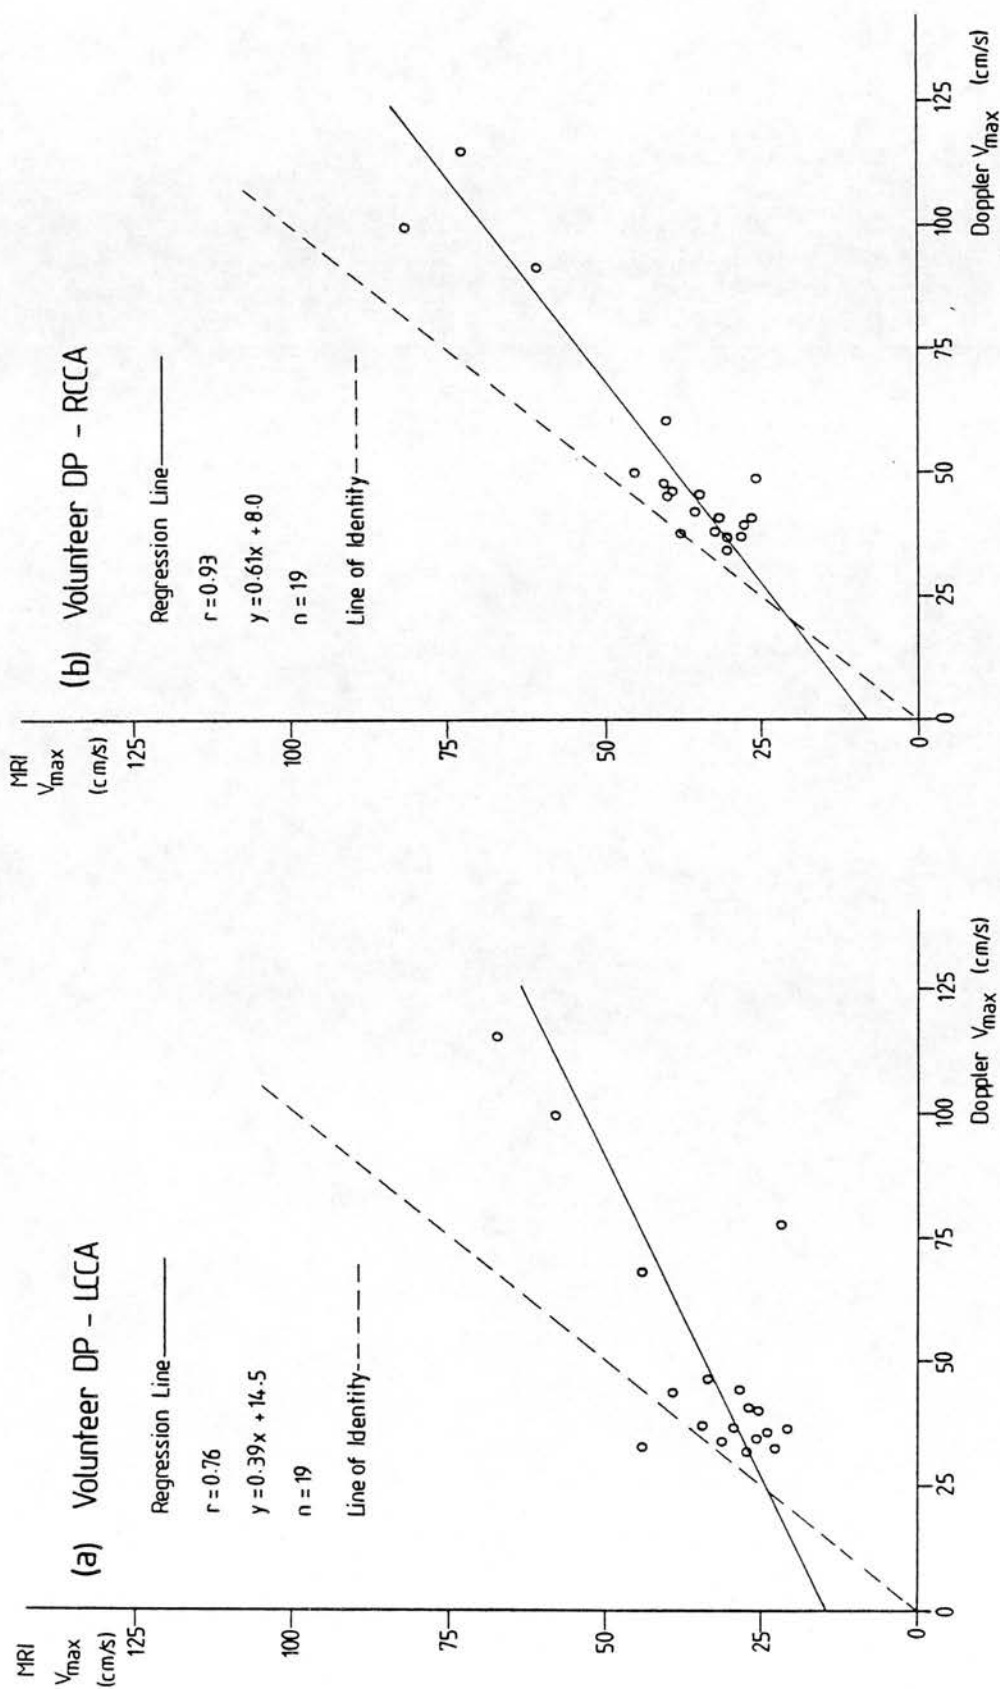 (a) Volunteer DP - LCCA
MRI
Vmax
(cm/s)
125
100
75
50
25
0
Regression Line
r = 0·76
y = 0·39x + 14·5
n = 19
Line of Identity
0
25
50
75
100
125
Doppler Vmax (cm/s)
(b) Volunteer DP - RCCA
MRI
Vmax
(cm/s)
125
100
75
50
25
0
Regression Line
r = 0·93
y = 0·61x + 8·0
n = 19
Line of Identity
0
25
50
75
100
125
Doppler Vmax (cm/s)